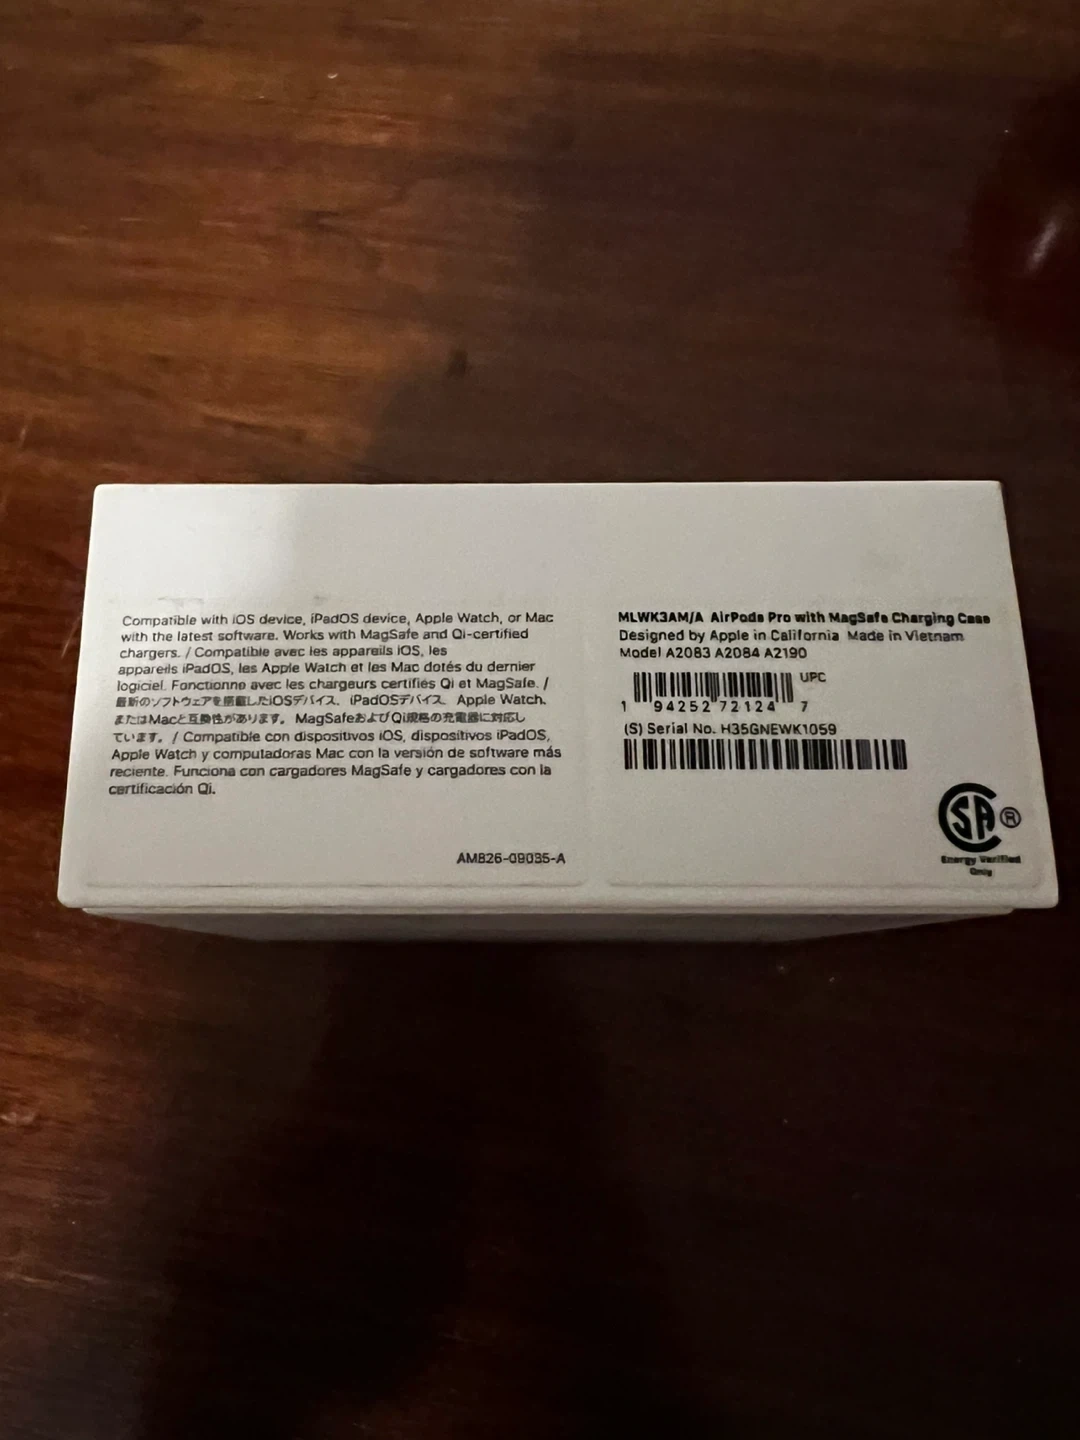 Compatible with iOS device, iPadOS device, Apple Watch, or Mac
with the latest software. Works with MagSafe and Qi-certified
chargers. / Compatible avec les appareils iOS, les
appareils iPadOS, les Apple Watch et les Mac dotés du dernier
logiciel. Fonctionne avec les chargeurs certifiés Qi et MagSafe. /
最新のソフトウェアを搭載したiOSデバイス、iPadOSデバイス、Apple Watch、
またはMacと互換性があります。MagSafeおよびQi規格の充電器に対応し
ています。/ Compatible con dispositivos iOS, dispositivos iPadOS,
Apple Watch y computadoras Mac con la versión de software más
reciente. Funciona con cargadores MagSafe y cargadores con la
certificación Qi.
AM826-09035-A
MLWK3AM/A AirPods Pro with MagSafe Charging Case
Designed by Apple in California Made in Vietnam
Model A2083 A2084 A2190
UPC
1 94252 72124 7
(S) Serial No. H35GNEWK1059
CSA ®
Energy Verified
Only